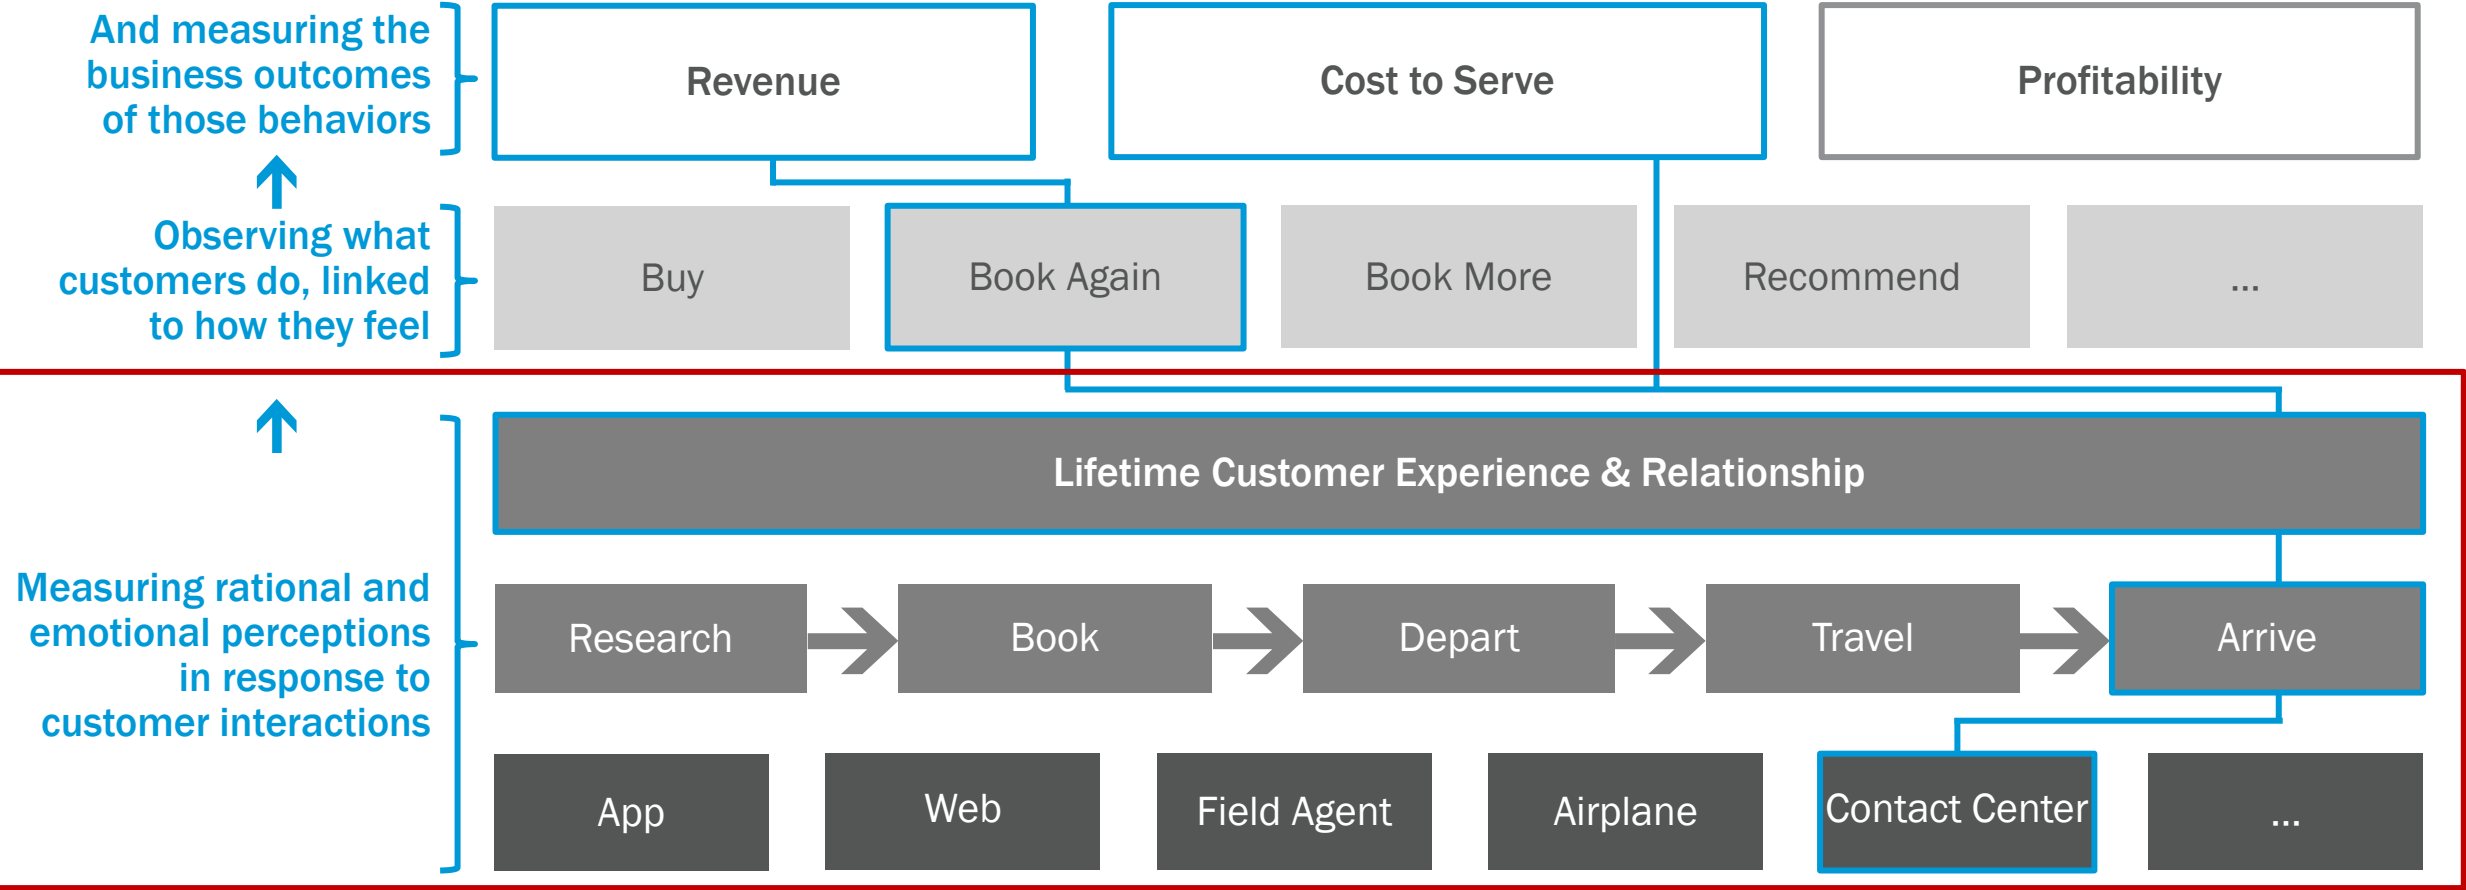 And measuring the
business outcomes
of those behaviors
Revenue
Cost to Serve
Profitability
Observing what
customers do, linked
to how they feel
Buy
Book Again
Book More
Recommend
...
Lifetime Customer Experience & Relationship
Measuring rational and
emotional perceptions
in response to
customer interactions
Research
Book
Depart
Travel
Arrive
App
Web
Field Agent
Airplane
Contact Center
...